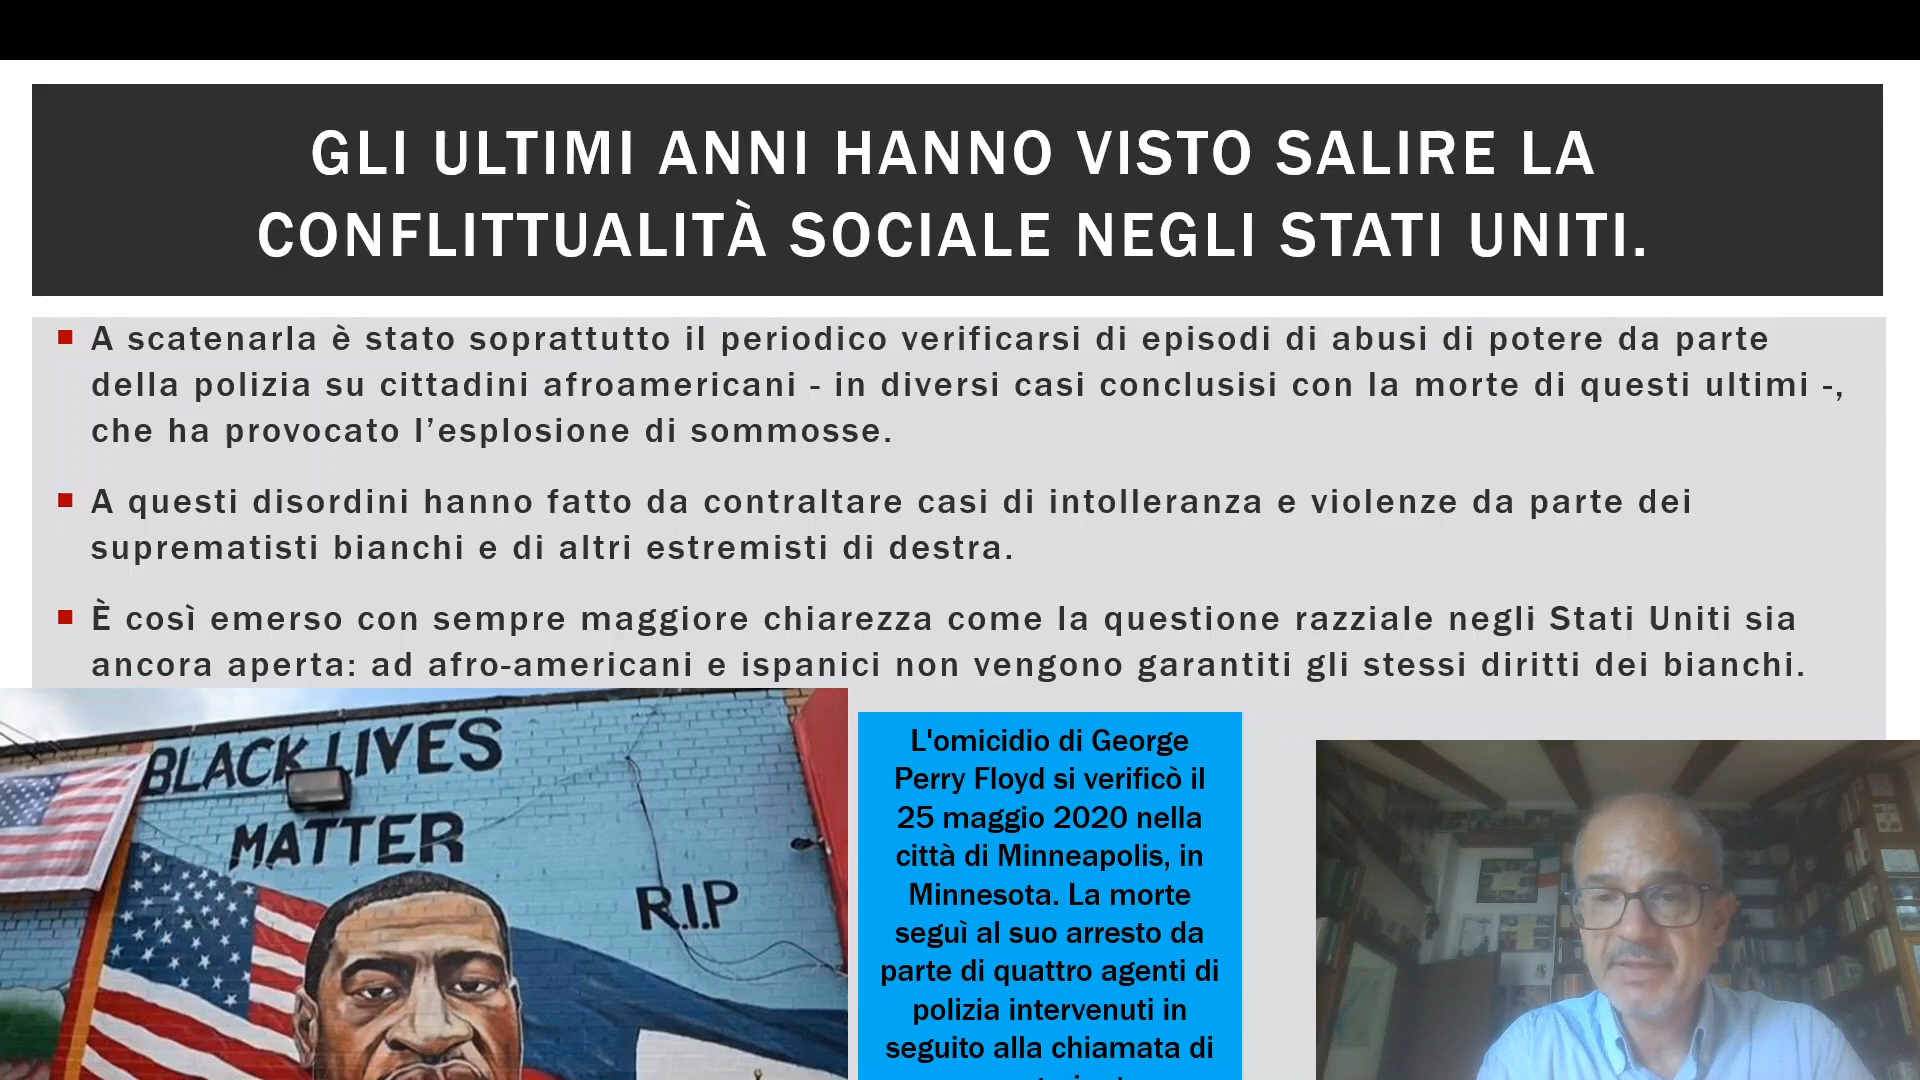 GLI ULTIMI ANNI HANNO VISTO SALIRE LA
CONFLITTUALITÀ SOCIALE NEGLI STATI UNITI.
A scatenarla è stato soprattutto il periodico verificarsi di episodi di abusi di potere da parte
della polizia su cittadini afroamericani - in diversi casi conclusisi con la morte di questi ultimi -,
che ha provocato l’esplosione di sommosse.
A questi disordini hanno fatto da contraltare casi di intolleranza e violenze da parte dei
suprematisti bianchi e di altri estremisti di destra.
È così emerso con sempre maggiore chiarezza come la questione razziale negli Stati Uniti sia
ancora aperta: ad afro-americani e ispanici non vengono garantiti gli stessi diritti dei bianchi.
BLACK LIVES
MATTER
R.I.P
L'omicidio di George
Perry Floyd si verificò il
25 maggio 2020 nella
città di Minneapolis, in
Minnesota. La morte
seguì al suo arresto da
parte di quattro agenti di
polizia intervenuti in
seguito alla chiamata di